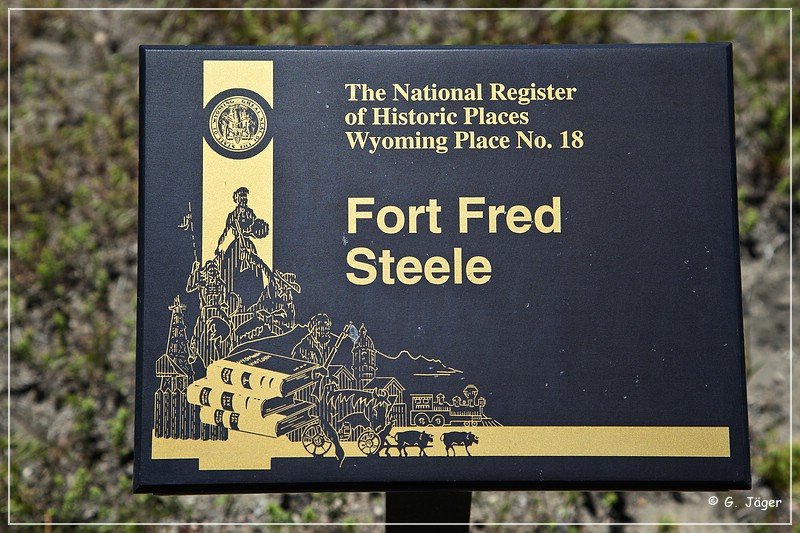 The National Register
of Historic Places
Wyoming Place No. 18
Fort Fred
Steele
© G. Jäger